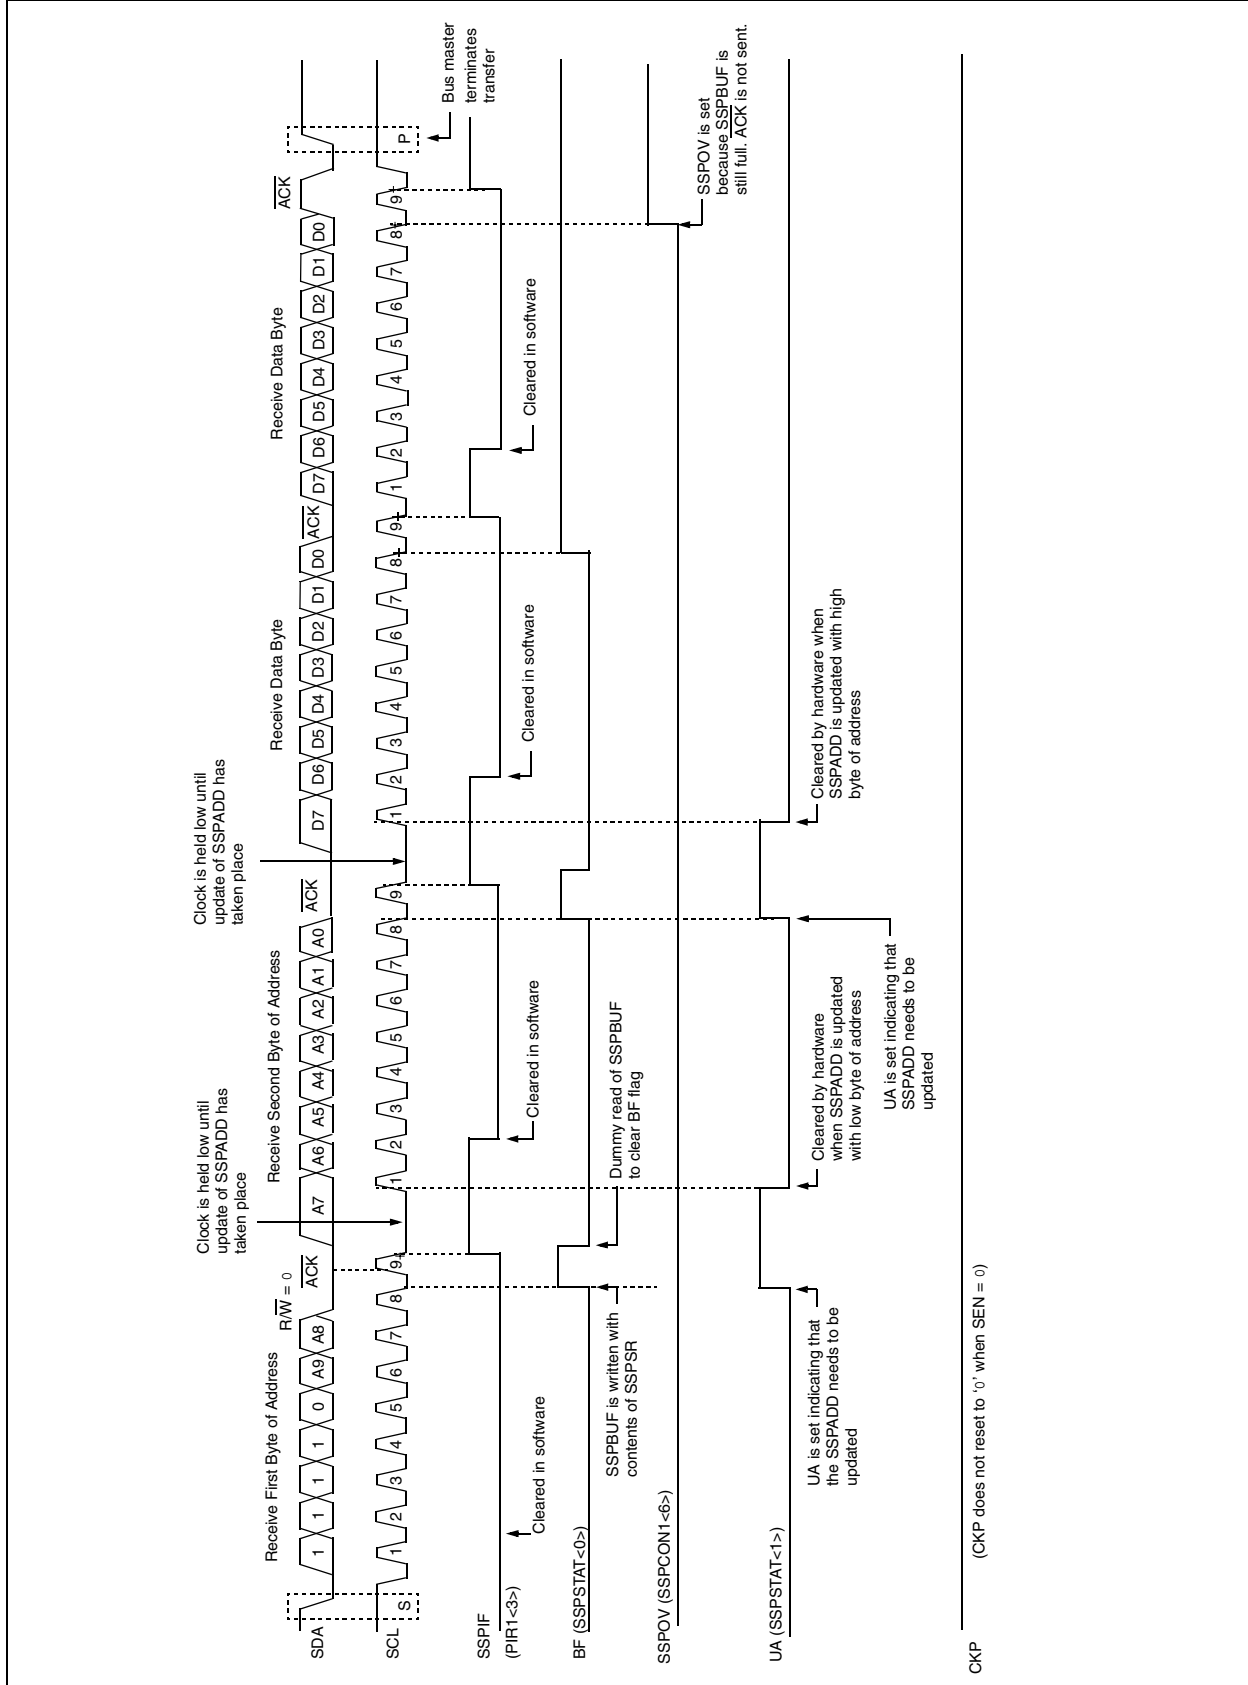 Bus master
terminates
transfer
Clock is held low until
update of SSPADD has
taken place
Clock is held low until
update of SSPADD has
taken place
Receive First Byte of Address
R/W = 0
ACK
Receive Second Byte of Address
ACK
Receive Data Byte
ACK
Receive Data Byte
ACK
SDA
1 1 1 1 0 A9 A8
A7 A6 A5 A4 A3 A2 A1 A0
D7 D6 D5 D4 D3 D2 D1 D0
D7 D6 D5 D4 D3 D2 D1 D0
SCL
S
1 2 3 4 5 6 7 8 9
1 2 3 4 5 6 7 8 9
1 2 3 4 5 6 7 8 9
1 2 3 4 5 6 7 8 9
P
SSPIF
(PIR1<3>)
Cleared in software
Cleared in software
Cleared in software
Cleared in software
BF (SSPSTAT<0>)
SSPBUF is written with
contents of SSPSR
Dummy read of SSPBUF
to clear BF flag
SSPOV (SSPCON1<6>)
SSPOV is set
because SSPBUF is
still full. ACK is not sent.
UA (SSPSTAT<1>)
UA is set indicating that
the SSPADD needs to be
updated
Cleared by hardware
when SSPADD is updated
with low byte of address
UA is set indicating that
SSPADD needs to be
updated
Cleared by hardware when
SSPADD is updated with high
byte of address
CKP
(CKP does not reset to ‘0’ when SEN = 0)